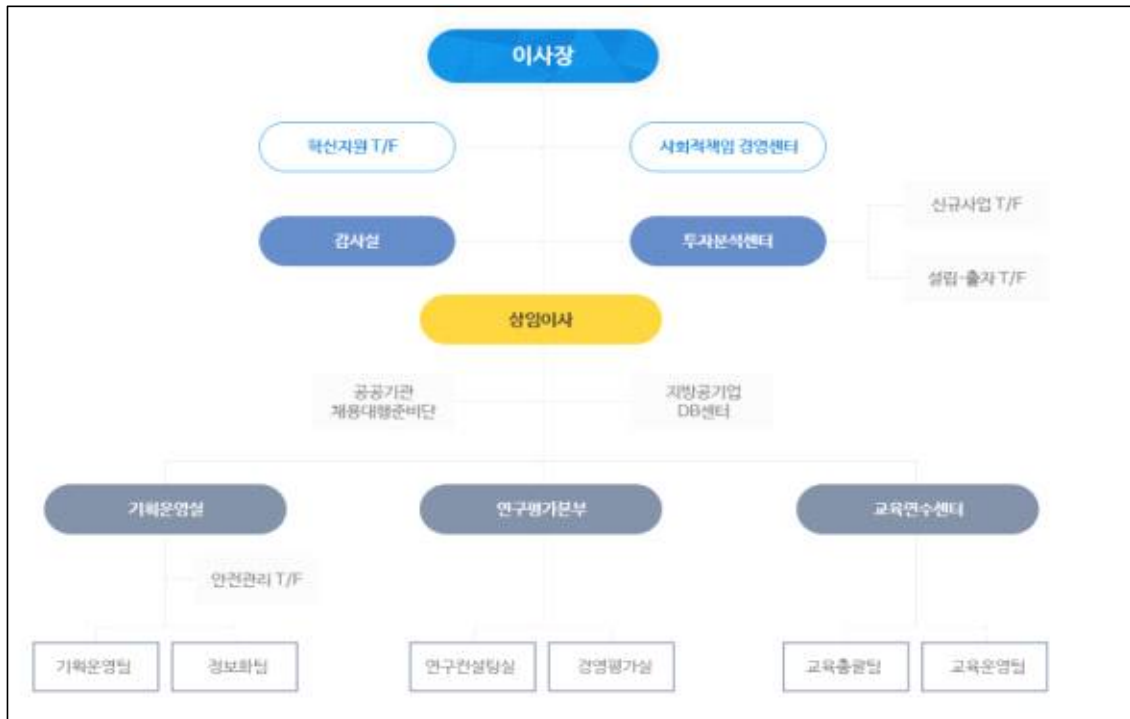 이사장
혁신지원 T/F
사회적책임 경영센터
감사실
투자분석센터
신규사업 T/F
설립-출자 T/F
상임이사
공공기관
채용대행준비단
지방공기업
DB센터
기획운영실
연구평가본부
교육연수센터
안전관리 T/F
기획운영팀
정보화팀
연구컨설팅실
경영평가실
교육총괄팀
교육운영팀